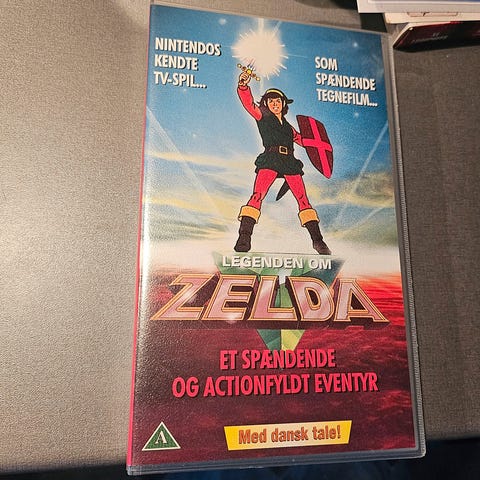 NINTENDOS
KENDTE
TV-SPIL...
SOM
SPÆNDENDE
TEGNEFILM...
LEGENDEN OM
ZELDA
ET SPÆNDENDE
OG ACTIONFYLDT EVENTYR
Med dansk tale!
A